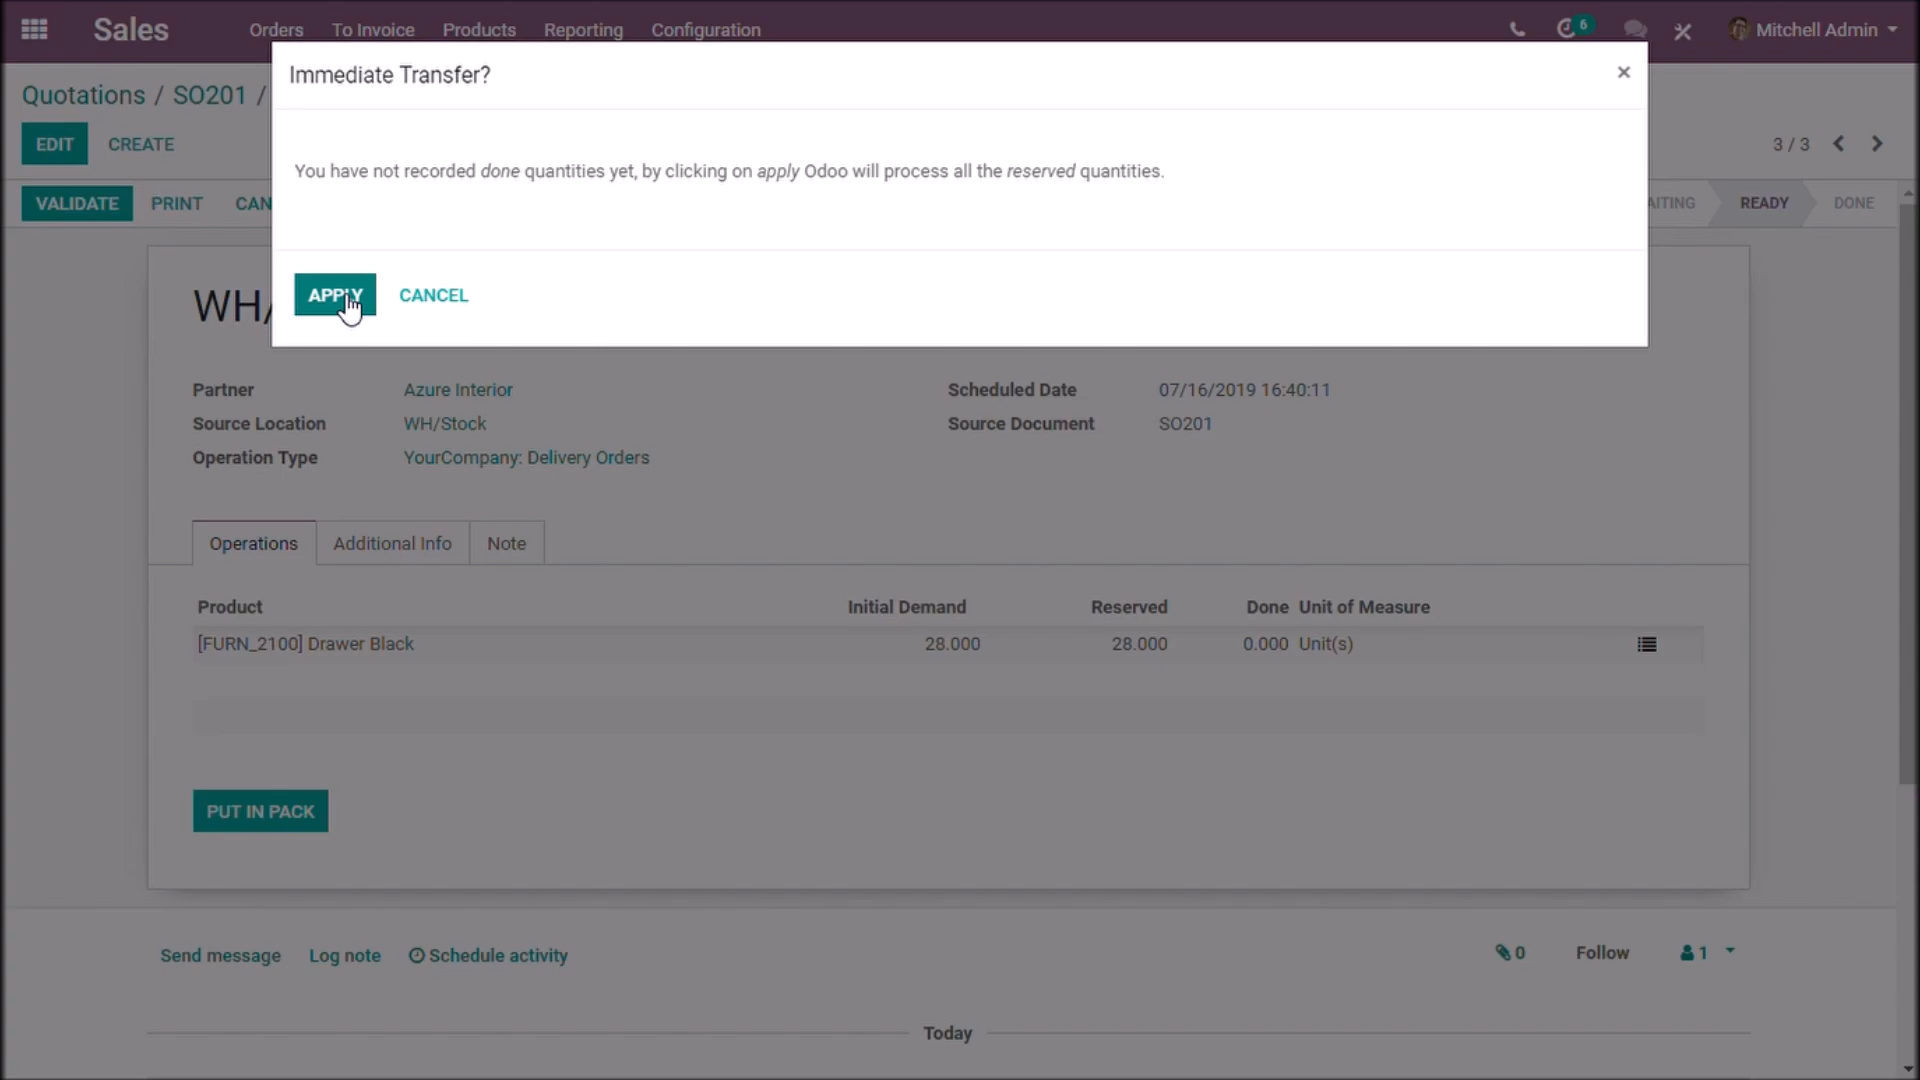 Sales Orders To Invoice Products Reporting Configuration 6 Mitchell Admin
Immediate Transfer? ×
Quotations / SO201 /
EDIT CREATE 3 / 3
You have not recorded done quantities yet, by clicking on apply Odoo will process all the reserved quantities.
VALIDATE PRINT CAN AITING READY DONE
APPLY CANCEL
WH/
Partner Azure Interior Scheduled Date 07/16/2019 16:40:11
Source Location WH/Stock Source Document SO201
Operation Type YourCompany: Delivery Orders
Operations Additional Info Note
Product Initial Demand Reserved Done Unit of Measure
[FURN_2100] Drawer Black 28.000 28.000 0.000 Unit(s)
PUT IN PACK
Send message Log note Schedule activity 0 Follow 1
Today